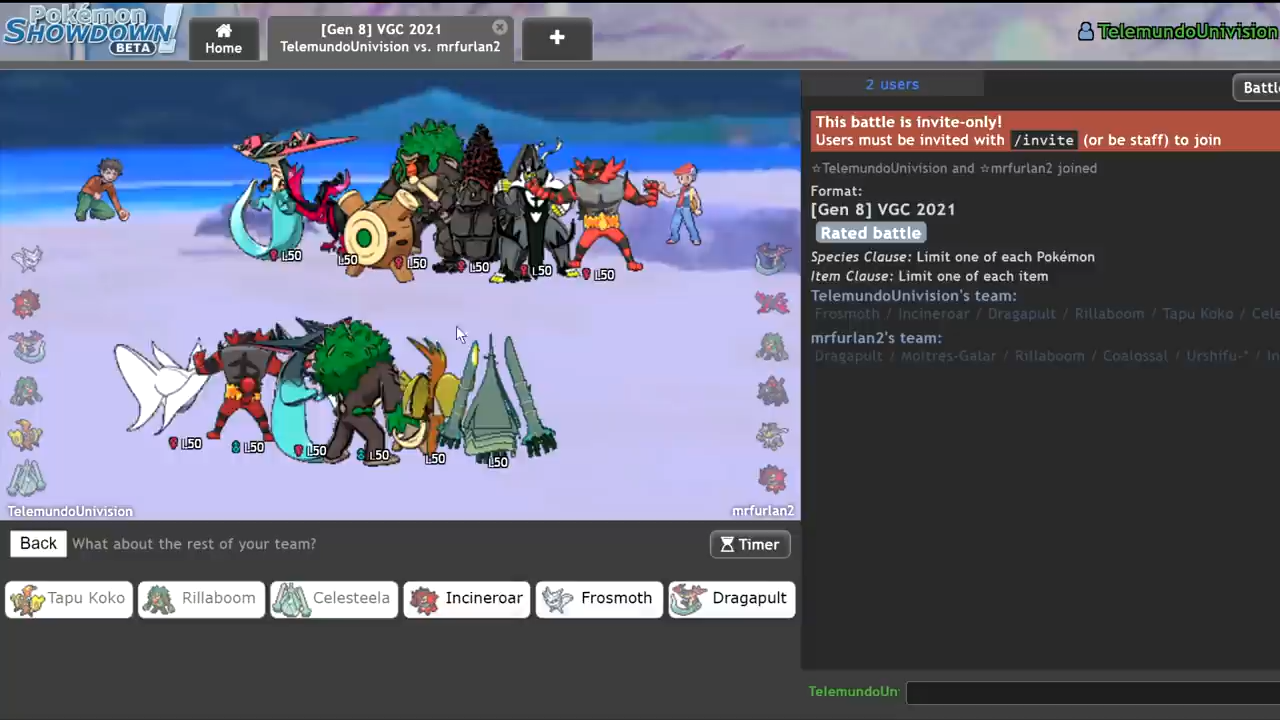 Pokémon
SHOWDOWN!
BETA
Home
[Gen 8] VGC 2021
TelemundoUnivision vs. mrfurlan2
+
TelemundoUnivision
2 users
Battle
This battle is invite-only!
Users must be invited with /invite (or be staff) to join
☆TelemundoUnivision and ☆mrfurlan2 joined
Format:
[Gen 8] VGC 2021
Rated battle
Species Clause: Limit one of each Pokémon
Item Clause: Limit one of each item
TelemundoUnivision's team:
Frosmoth / Incineroar / Dragapult / Rillaboom / Tapu Koko / Cele
mrfurlan2's team:
Dragapult / Moltres-Galar / Rillaboom / Coalossal / Urshifu-* / In
L50
L50
L50
L50
L50
L50
L50
L50
L50
L50
L50
L50
TelemundoUnivision
mrfurlan2
Back
What about the rest of your team?
Timer
Tapu Koko
Rillaboom
Celesteela
Incineroar
Frosmoth
Dragapult
TelemundoUn